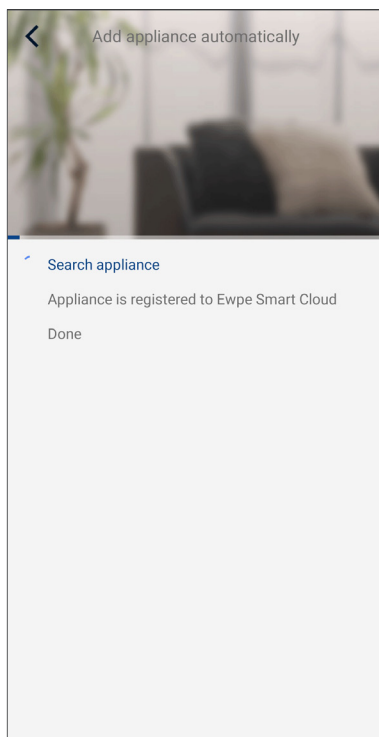 Add appliance automatically
Search appliance
Appliance is registered to Ewpe Smart Cloud
Done